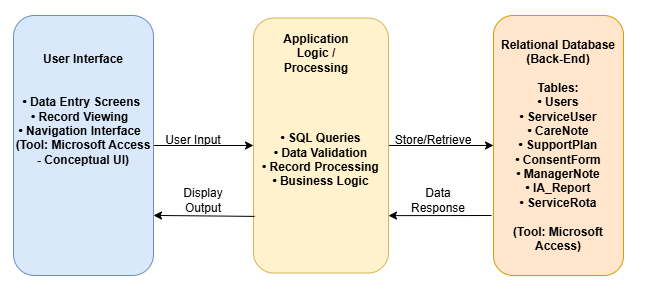 User Interface
• Data Entry Screens
• Record Viewing
• Navigation Interface
(Tool: Microsoft Access
- Conceptual UI)
User Input
Display
Output
Application
Logic /
Processing
• SQL Queries
• Data Validation
• Record Processing
• Business Logic
Store/Retrieve
Data
Response
Relational Database
(Back-End)
Tables:
• Users
• ServiceUser
• CareNote
• SupportPlan
• ConsentForm
• ManagerNote
• IA_Report
• ServiceRota
(Tool: Microsoft
Access)